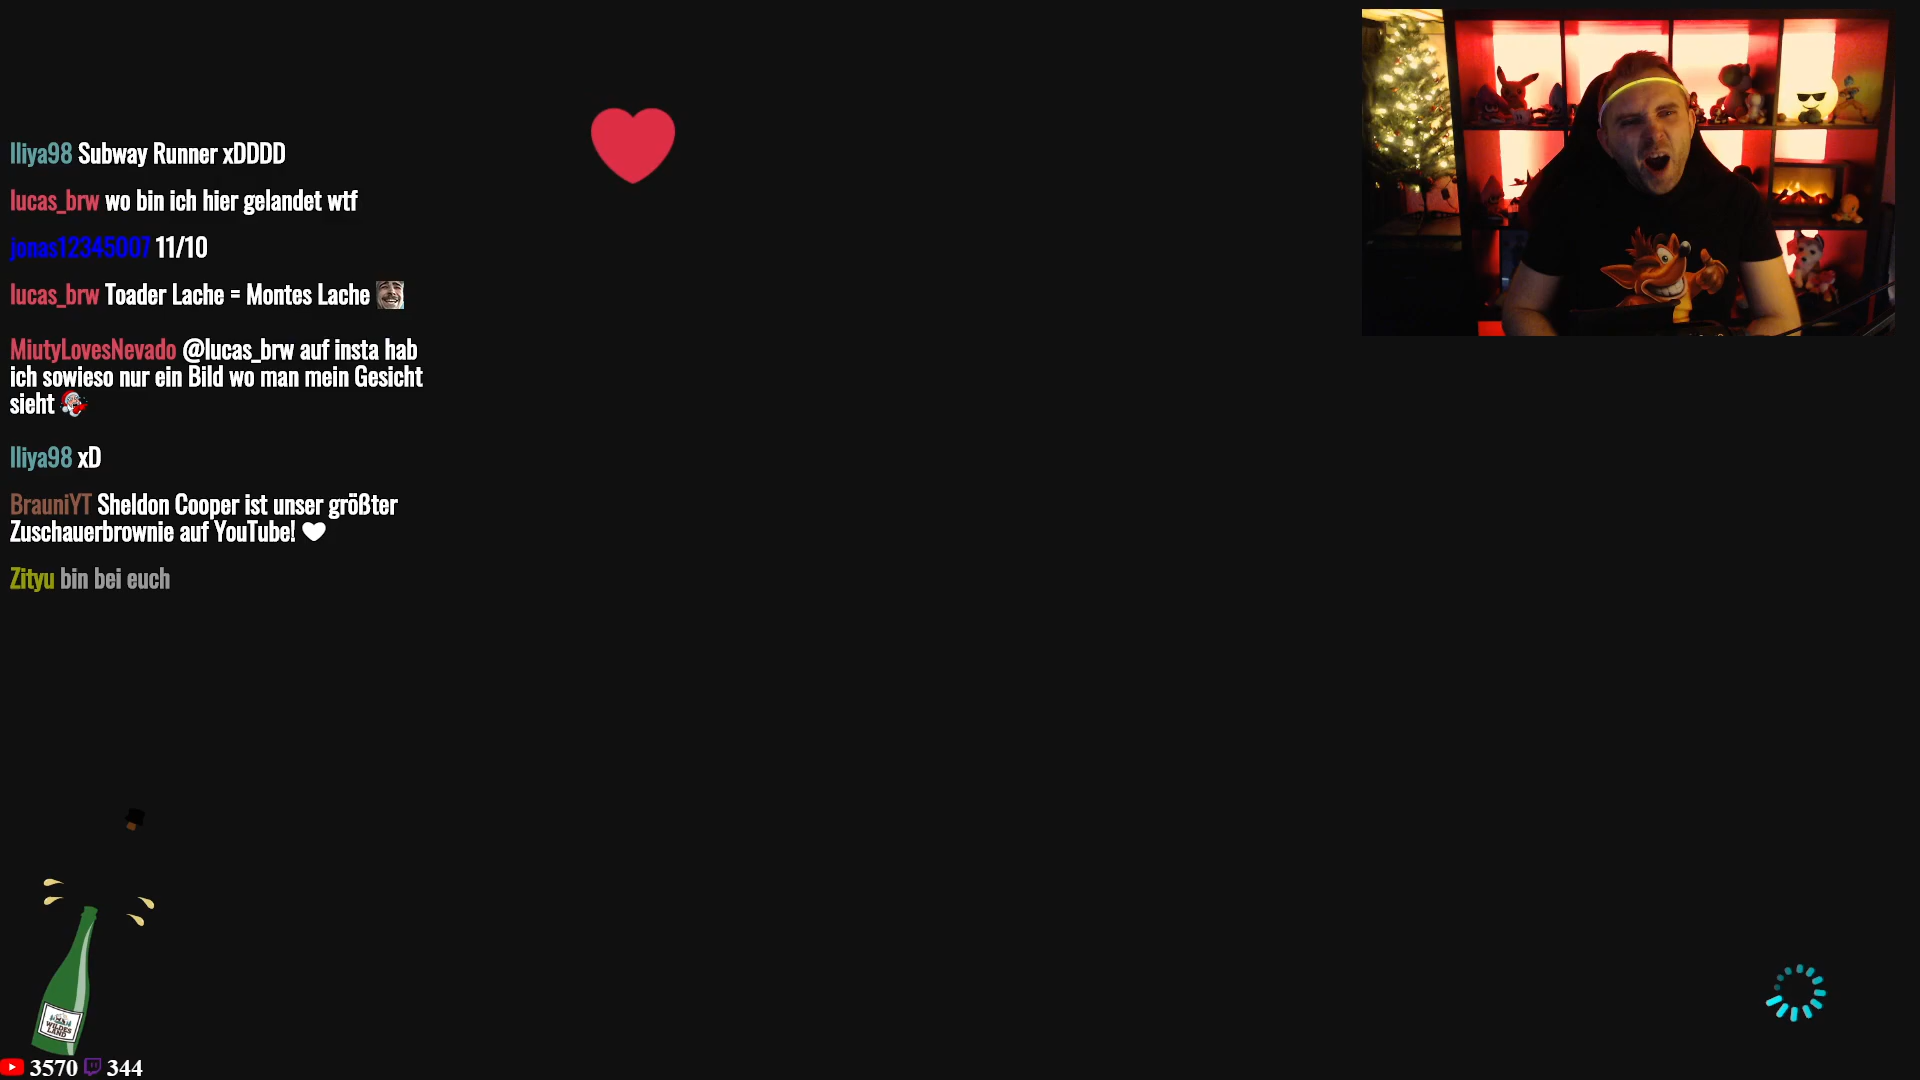 Iliya98 Subway Runner xDDDD
lucas_brw wo bin ich hier gelandet wtf
jonas12345007 11/10
lucas_brw Toader Lache = Montes Lache
MiutyLovesNevado @lucas_brw auf insta hab
ich sowieso nur ein Bild wo man mein Gesicht
sieht
Iliya98 xD
BrauniYT Sheldon Cooper ist unser größter
Zuschauerbrownie auf YouTube!
Zityu bin bei euch
WILDES
LAND
3570 344